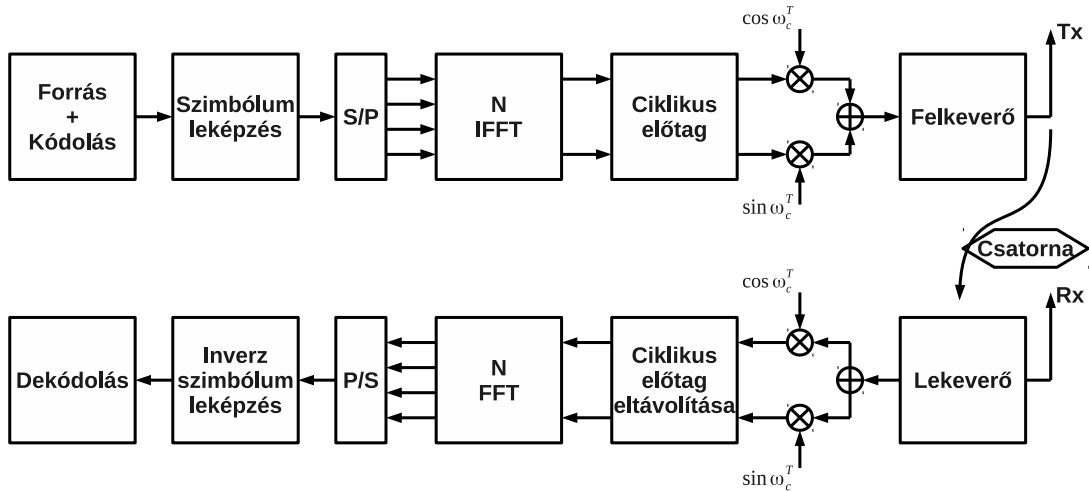 cos ω_c^T
Tx
Forrás
+
Kódolás
Szimbólum
leképzés
S/P
N
IFFT
Ciklikus
előtag
Felkeverő
sin ω_c^T
Csatorna
cos ω_c^T
Rx
Dekódolás
Inverz
szimbólum
leképzés
P/S
N
FFT
Ciklikus
előtag
eltávolítása
Lekeverő
sin ω_c^T